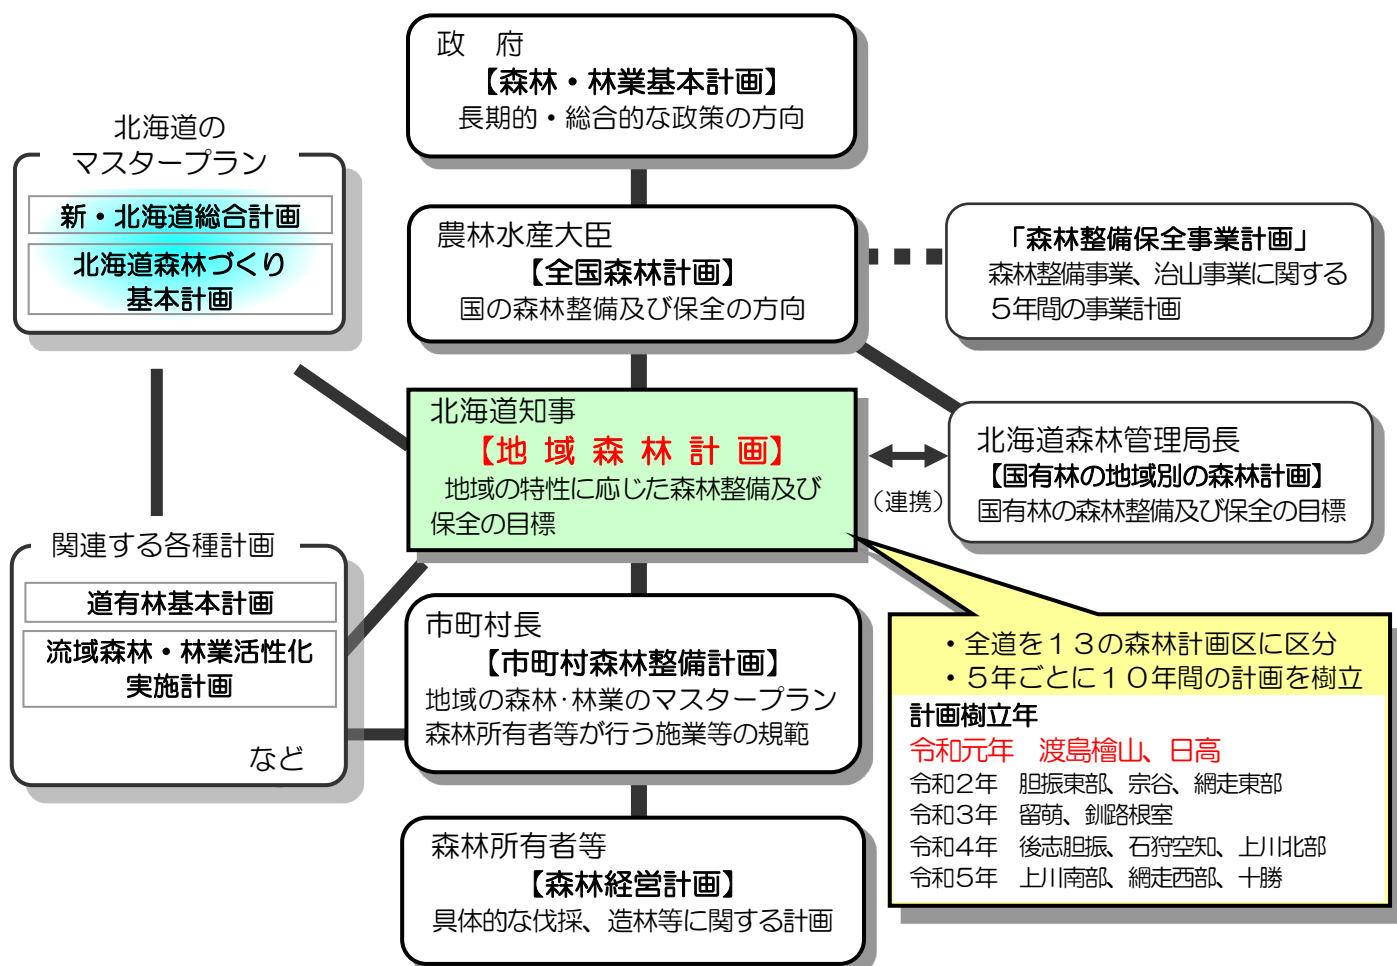 政　府
【森林・林業基本計画】
長期的・総合的な政策の方向
北海道の
マスタープラン
新・北海道総合計画
北海道森林づくり
基本計画
農林水産大臣
【全国森林計画】
国の森林整備及び保全の方向
「森林整備保全事業計画」
森林整備事業、治山事業に関する
５年間の事業計画
北海道知事
【地 域 森 林 計 画】
地域の特性に応じた森林整備及び
保全の目標
（連携）
北海道森林管理局長
【国有林の地域別の森林計画】
国有林の森林整備及び保全の目標
関連する各種計画
道有林基本計画
流域森林・林業活性化
実施計画
など
市町村長
【市町村森林整備計画】
地域の森林・林業のマスタープラン
森林所有者等が行う施業等の規範
・全道を１３の森林計画区に区分
・５年ごとに１０年間の計画を樹立
計画樹立年
令和元年　渡島檜山、日高
令和２年　胆振東部、宗谷、網走東部
令和３年　留萌、釧路根室
令和４年　後志胆振、石狩空知、上川北部
令和５年　上川南部、網走西部、十勝
森林所有者等
【森林経営計画】
具体的な伐採、造林等に関する計画